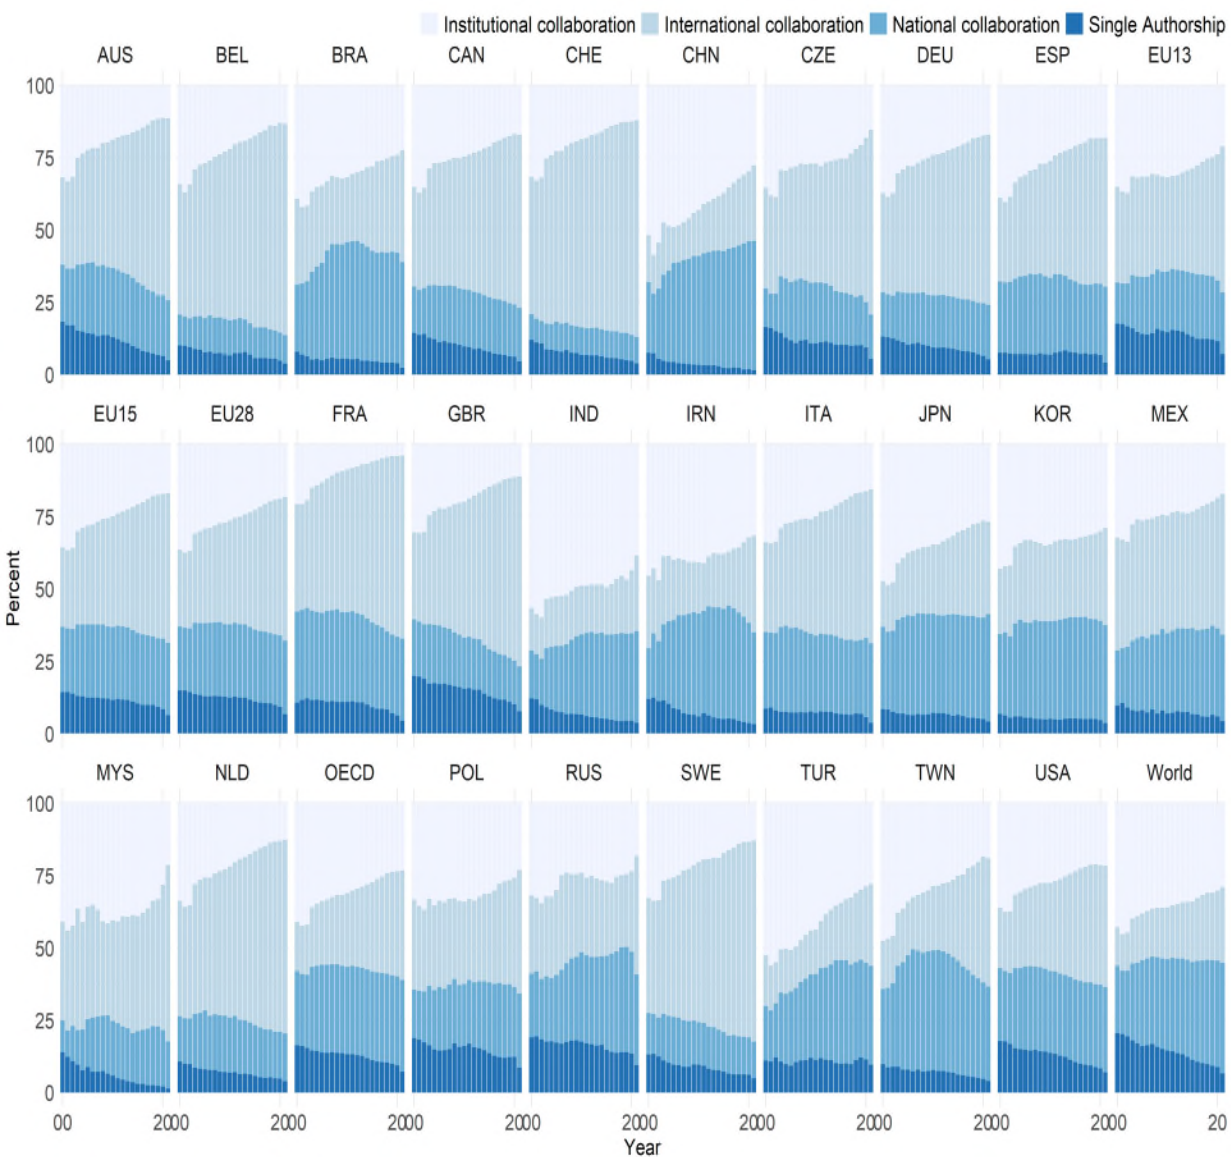 Institutional collaboration International collaboration National collaboration Single Authorship
AUS BEL BRA CAN CHE CHN CZE DEU ESP EU13
100
75
50
25
0
EU15 EU28 FRA GBR IND IRN ITA JPN KOR MEX
100
75
50
25
0
Percent
MYS NLD OECD POL RUS SWE TUR TWN USA World
100
75
50
25
0
00 2000 2000 2000 2000 2000 2000 2000 2000 2000 20
Year